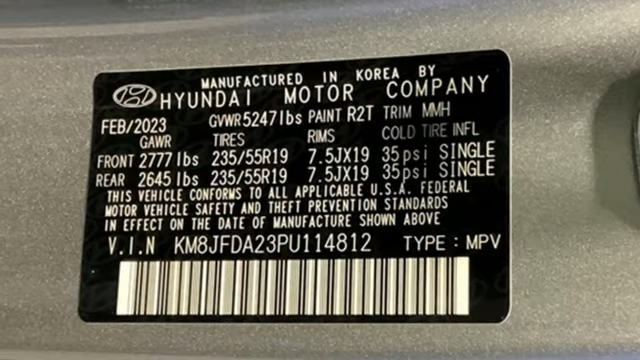 MANUFACTURED IN KOREA BY
HYUNDAI MOTOR COMPANY
FEB/2023 GVWR 5247lbs PAINT R2T TRIM MMH
GAWR TIRES RIMS COLD TIRE INFL
FRONT 2777lbs 235/55R19 7.5JX19 35psi SINGLE
REAR 2645lbs 235/55R19 7.5JX19 35psi SINGLE
THIS VEHICLE CONFORMS TO ALL APPLICABLE U.S.A. FEDERAL
MOTOR VEHICLE SAFETY AND THEFT PREVENTION STANDARDS
IN EFFECT ON THE DATE OF MANUFACTURE SHOWN ABOVE
V.I.N KM8JFDA23PU114812 TYPE : MPV